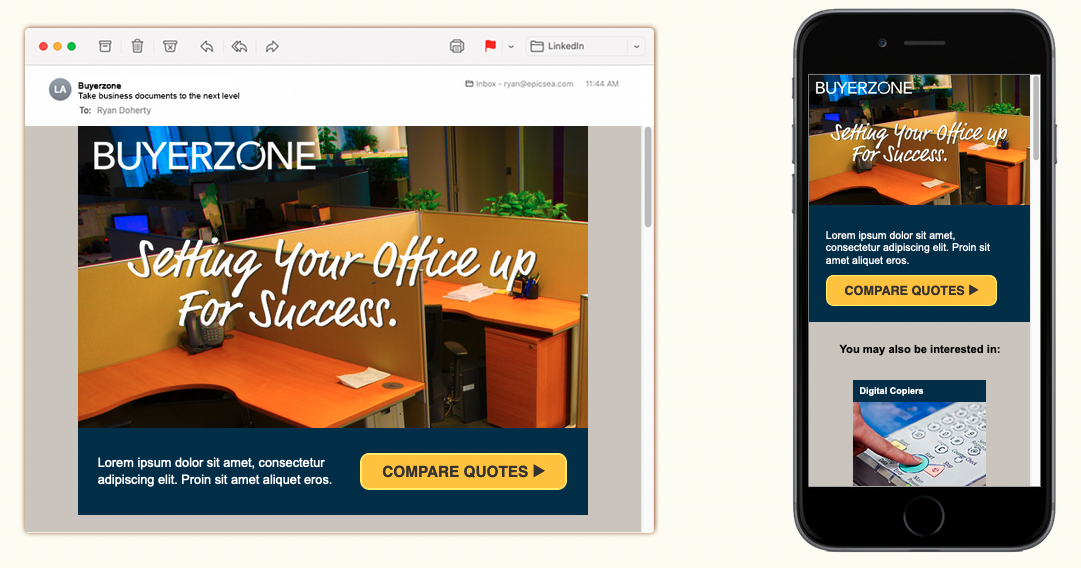 LinkedIn
LA
Buyerzone
Take business documents to the next level
To: Ryan Doherty
Inbox - ryan@epicsea.com
11:44 AM
BUYERZONE
Setting Your Office up
For Success.
Lorem ipsum dolor sit amet, consectetur
adipiscing elit. Proin sit amet aliquet eros.
COMPARE QUOTES
BUYERZONE
Setting Your Office up
For Success.
Lorem ipsum dolor sit amet,
consectetur adipiscing elit. Proin sit
amet aliquet eros.
COMPARE QUOTES
You may also be interested in:
Digital Copiers